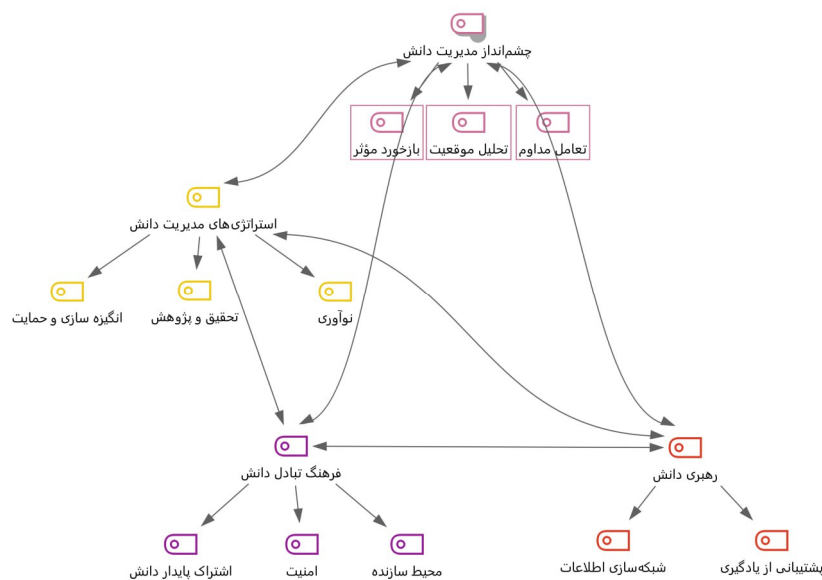 چشم‌انداز مدیریت دانش
تعامل مداوم
تحلیل موقعیت
بازخورد مؤثر
استراتژی‌های مدیریت دانش
نوآوری
تحقیق و پژوهش
انگیزه سازی و حمایت
رهبری دانش
فرهنگ تبادل دانش
پشتیبانی از یادگیری
شبکه‌سازی اطلاعات
محیط سازنده
امنیت
اشتراک پایدار دانش